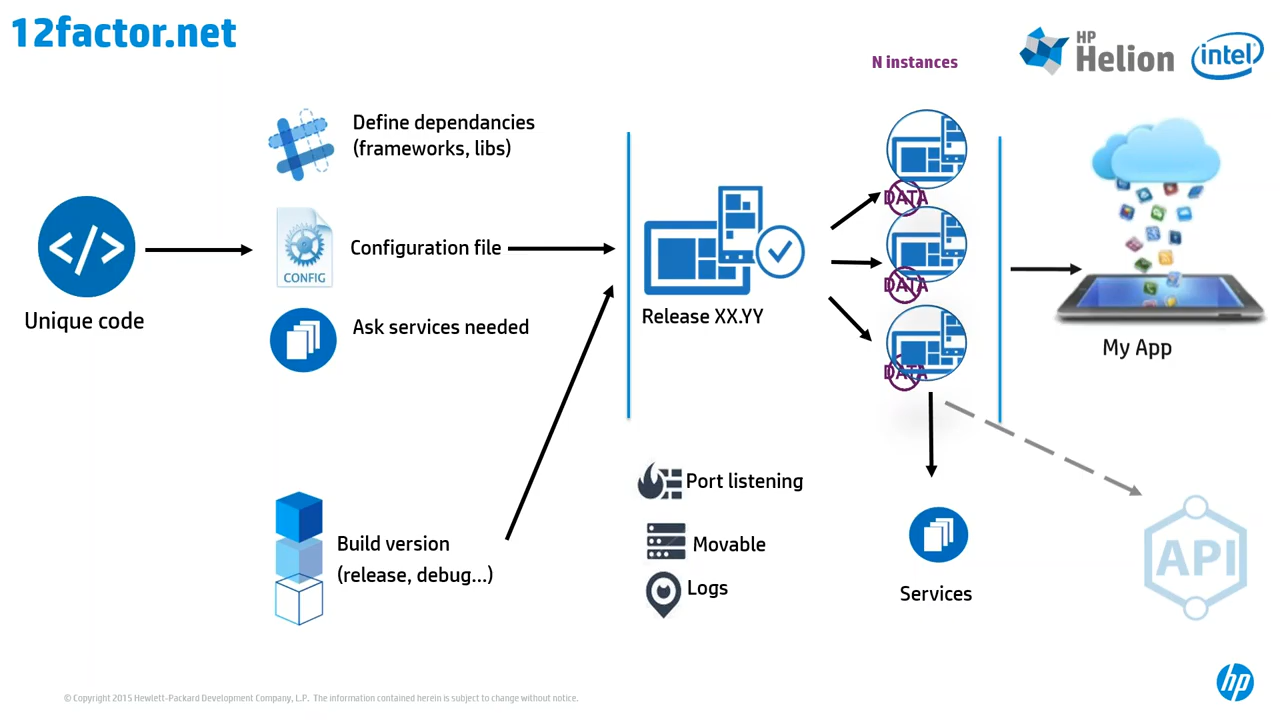 12factor.net
HP
Helion
intel
N instances
Define dependancies
(frameworks, libs)
DATA
</>
Configuration file
CONFIG
DATA
Unique code
Ask services needed
Release XX.YY
My App
DATA
Port listening
Build version
(release, debug...)
Movable
API
Logs
Services
hp
© Copyright 2015 Hewlett-Packard Development Company, L.P. The information contained herein is subject to change without notice.